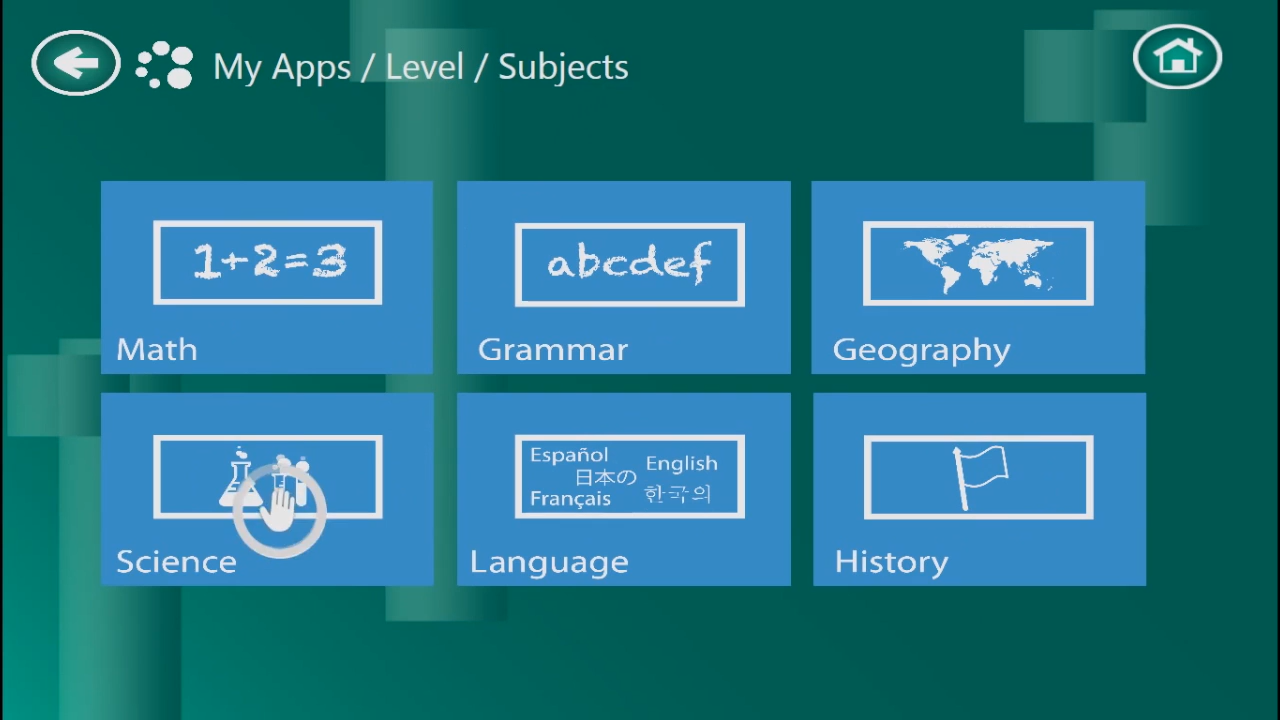 My Apps / Level / Subjects
1+2=3
Math
abcdef
Grammar
Geography
Science
Español
English
日本の
Français
한국의
Language
History